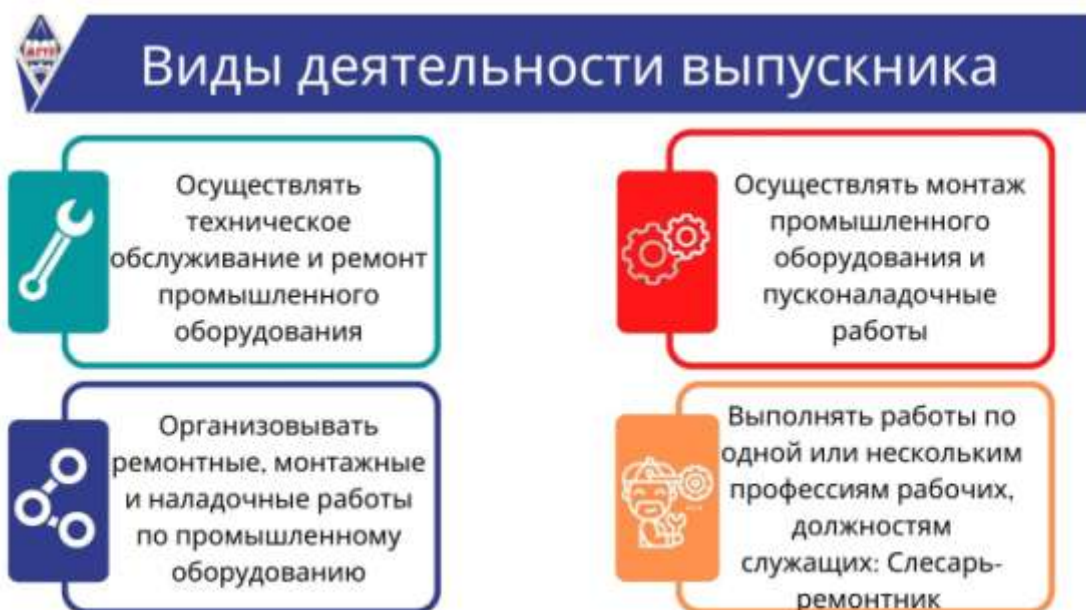 Виды деятельности выпускника
Осуществлять
техническое
обслуживание и ремонт
промышленного
оборудования
Осуществлять монтаж
промышленного
оборудования и
пусконаладочные
работы
Организовывать
ремонтные, монтажные
и наладочные работы
по промышленному
оборудованию
Выполнять работы по
одной или нескольким
профессиям рабочих,
должностям
служащих: Слесарь-
ремонтник